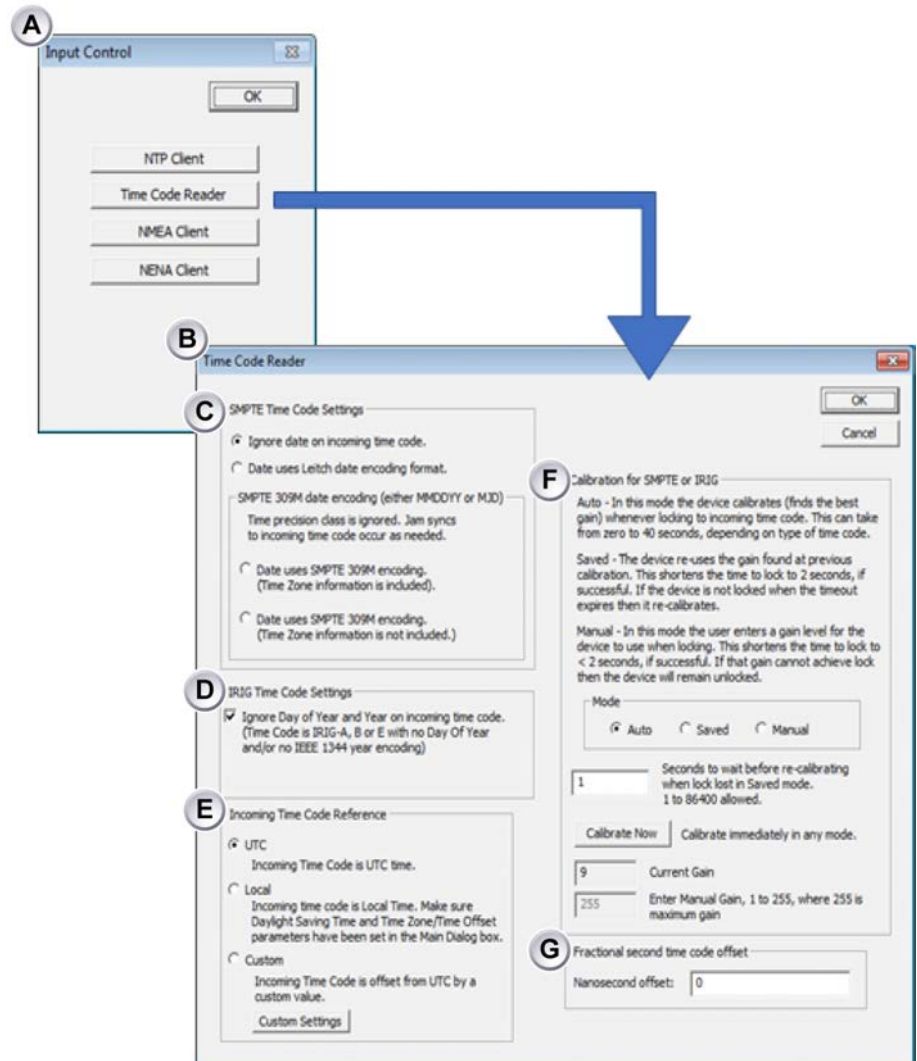 A
Input Control
OK
NTP Client
Time Code Reader
NMEA Client
NENA Client
B
Time Code Reader
OK
Cancel
C
SMPTE Time Code Settings
Ignore date on incoming time code.
Date uses Leitch date encoding format.
SMPTE 309M date encoding (either MMDDYY or MJD)
Time precision class is ignored. Jam syncs
to incoming time code occur as needed.
Date uses SMPTE 309M encoding.
(Time Zone information is included).
Date uses SMPTE 309M encoding.
(Time Zone information is not included.)
D
IRIG Time Code Settings
Ignore Day of Year and Year on incoming time code.
(Time Code is IRIG-A, B or E with no Day Of Year
and/or no IEEE 1344 year encoding)
E
Incoming Time Code Reference
UTC
Incoming Time Code is UTC time.
Local
Incoming time code is Local Time. Make sure
Daylight Saving Time and Time Zone/Time Offset
parameters have been set in the Main Dialog box.
Custom
Incoming Time Code is offset from UTC by a
custom value.
Custom Settings
F
Calibration for SMPTE or IRIG
Auto - In this mode the device calibrates (finds the best
gain) whenever locking to incoming time code. This can take
from zero to 40 seconds, depending on type of time code.
Saved - The device re-uses the gain found at previous
calibration. This shortens the time to lock to 2 seconds, if
successful. If the device is not locked when the timeout
expires then it re-calibrates.
Manual - In this mode the user enters a gain level for the
device to use when locking. This shortens the time to lock to
< 2 seconds, if successful. If that gain cannot achieve lock
then the device will remain unlocked.
Mode
Auto Saved Manual
1
Seconds to wait before re-calibrating
when lock lost in Saved mode.
1 to 86400 allowed.
Calibrate Now Calibrate immediately in any mode.
9 Current Gain
255 Enter Manual Gain, 1 to 255, where 255 is
maximum gain
G
Fractional second time code offset
Nanosecond offset: 0